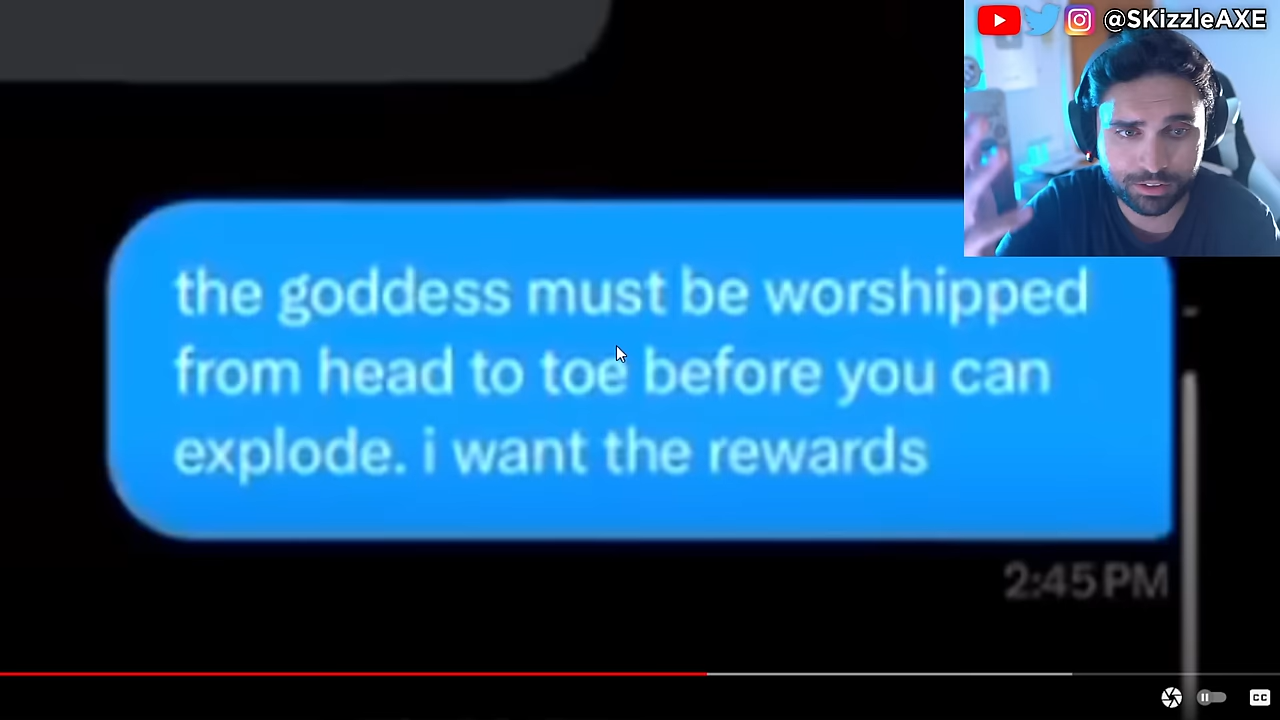 @SKizzleAXE
the goddess must be worshipped
from head to toe before you can
explode. i want the rewards
2:45 PM
CC